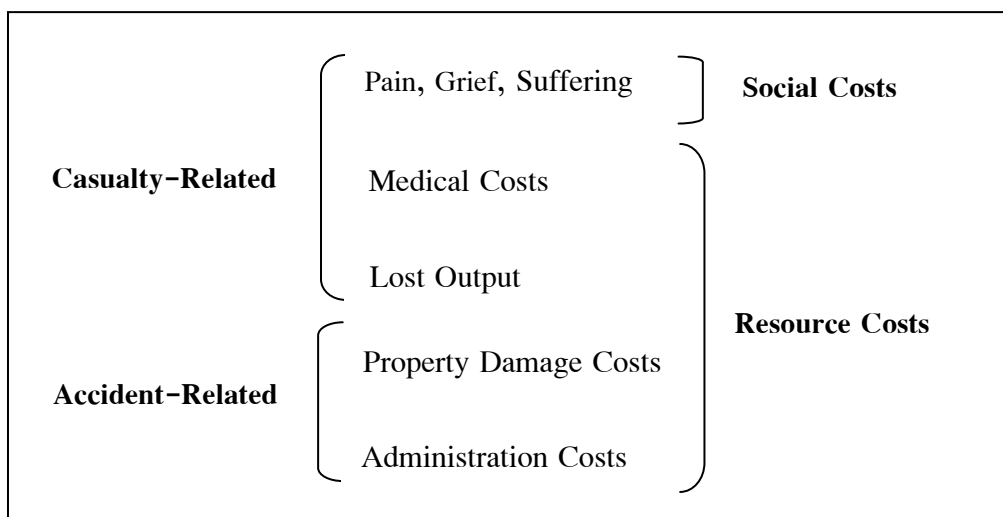 Pain, Grief, Suffering
Social Costs
Casualty-Related
Medical Costs
Lost Output
Resource Costs
Property Damage Costs
Accident-Related
Administration Costs